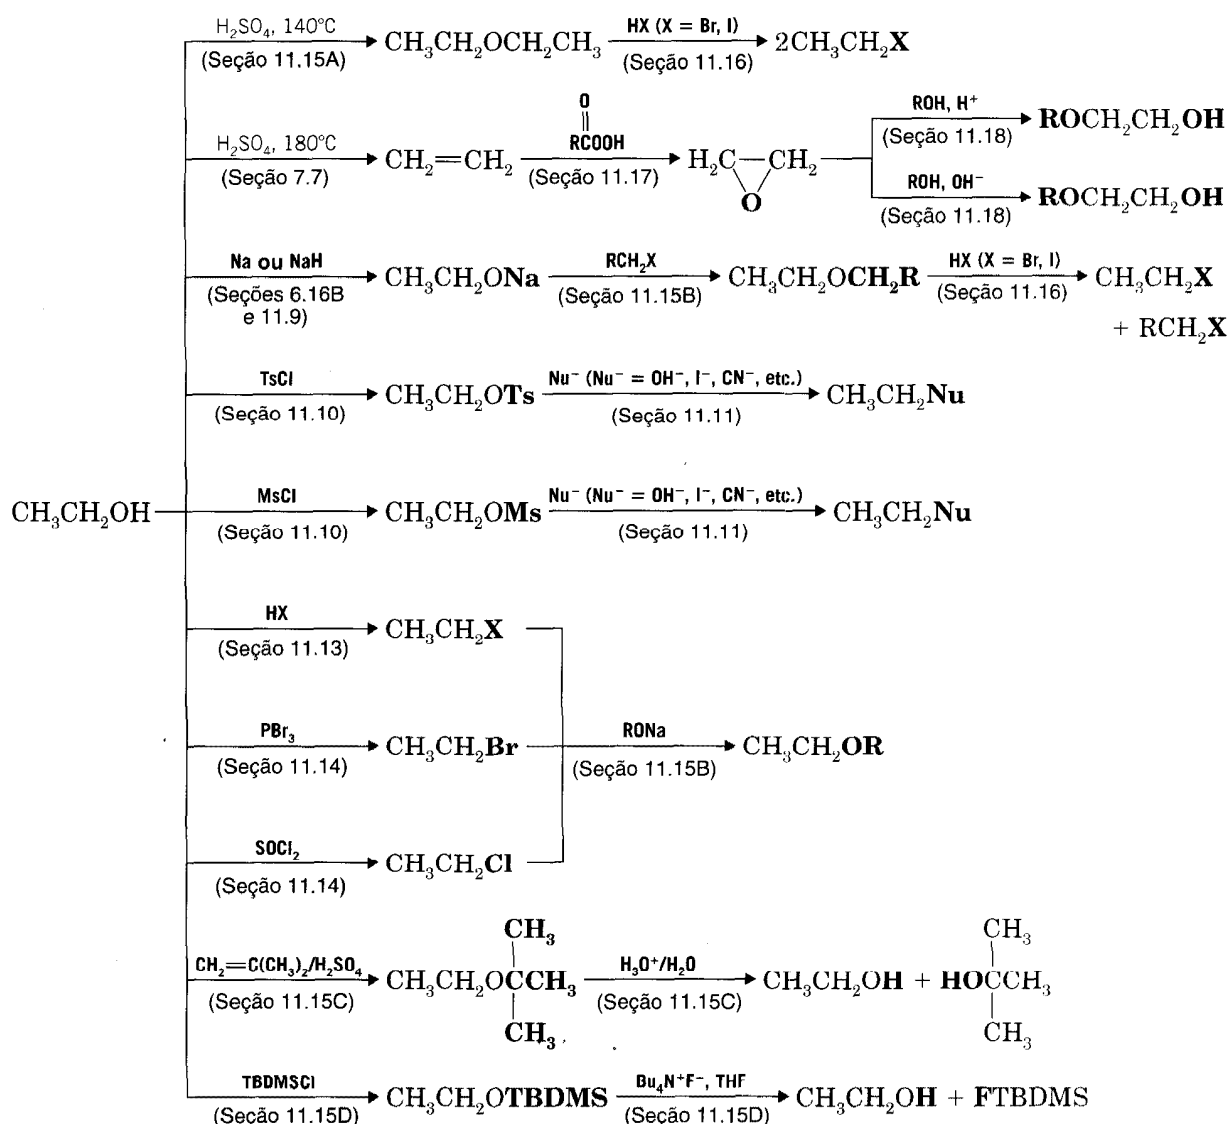 H₂SO₄, 140°C
(Seção 11.15A)
CH₃CH₂OCH₂CH₃
HX (X = Br, I)
(Seção 11.16)
2CH₃CH₂X
H₂SO₄, 180°C
(Seção 7.7)
CH₂=CH₂
O
||
RCOOH
(Seção 11.17)
H₂C—CH₂
O
ROH, H⁺
(Seção 11.18)
ROCH₂CH₂OH
ROH, OH⁻
(Seção 11.18)
ROCH₂CH₂OH
Na ou NaH
(Seções 6.16B
e 11.9)
CH₃CH₂ONa
RCH₂X
(Seção 11.15B)
CH₃CH₂OCH₂R
HX (X = Br, I)
(Seção 11.16)
CH₃CH₂X
+ RCH₂X
TsCl
(Seção 11.10)
CH₃CH₂OTs
Nu⁻ (Nu⁻ = OH⁻, I⁻, CN⁻, etc.)
(Seção 11.11)
CH₃CH₂Nu
CH₃CH₂OH
MsCl
(Seção 11.10)
CH₃CH₂OMs
Nu⁻ (Nu⁻ = OH⁻, I⁻, CN⁻, etc.)
(Seção 11.11)
CH₃CH₂Nu
HX
(Seção 11.13)
CH₃CH₂X
PBr₃
(Seção 11.14)
CH₃CH₂Br
RONa
(Seção 11.15B)
CH₃CH₂OR
SOCl₂
(Seção 11.14)
CH₃CH₂Cl
CH₂=C(CH₃)₂/H₂SO₄
(Seção 11.15C)
CH₃
CH₃CH₂OCCH₃
CH₃
H₃O⁺/H₂O
(Seção 11.15C)
CH₃CH₂OH + HOCCH₃
CH₃
CH₃
TBDMSCl
(Seção 11.15D)
CH₃CH₂OTBDMS
Bu₄N⁺F⁻, THF
(Seção 11.15D)
CH₃CH₂OH + FTBDMS